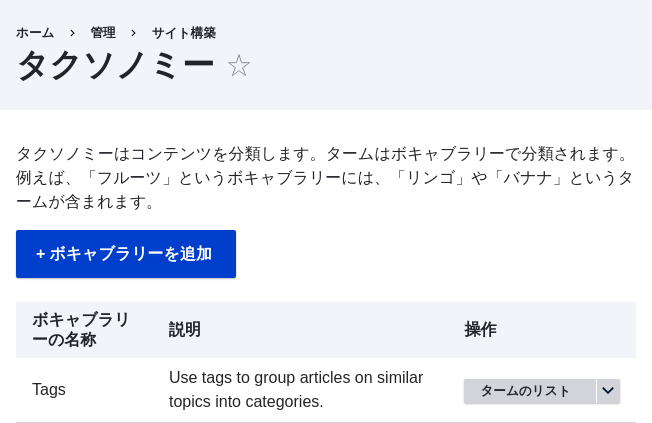 ホーム > 管理 > サイト構築
タクソノミー ☆
タクソノミーはコンテンツを分類します。タームはボキャブラリーで分類されます。
例えば、「フルーツ」というボキャブラリーには、「リンゴ」や「バナナ」というタ
ームが含まれます。
+ ボキャブラリーを追加
ボキャブラリ
ーの名称
説明
操作
Tags
Use tags to group articles on similar
topics into categories.
タームのリスト